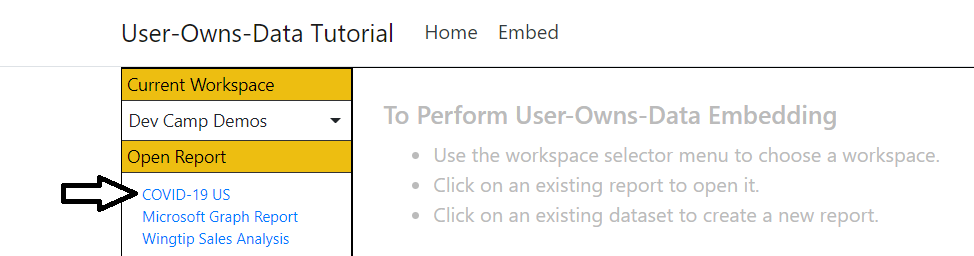 User-Owns-Data Tutorial Home Embed
Current Workspace
Dev Camp Demos
Open Report
COVID-19 US
Microsoft Graph Report
Wingtip Sales Analysis
To Perform User-Owns-Data Embedding
• Use the workspace selector menu to choose a workspace.
• Click on an existing report to open it.
• Click on an existing dataset to create a new report.